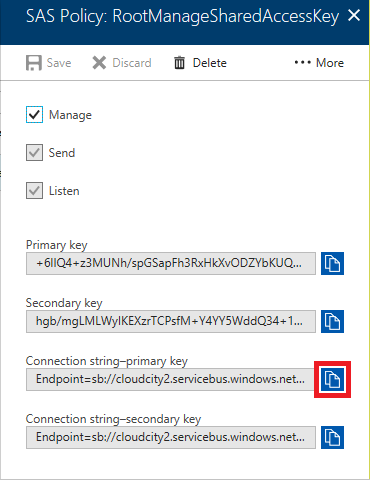 SAS Policy: RootManageSharedAccessKey
Save Discard Delete More
Manage
Send
Listen
Primary key
+6IIQ4+z3MUNh/spGSapFh3RxHkXvODZYbKUQ...
Secondary key
hgb/mgLMLWyIKEXzrTCPsfM+Y4YY5WddQ34+1...
Connection string–primary key
Endpoint=sb://cloudcity2.servicebus.windows.net...
Connection string–secondary key
Endpoint=sb://cloudcity2.servicebus.windows.net...